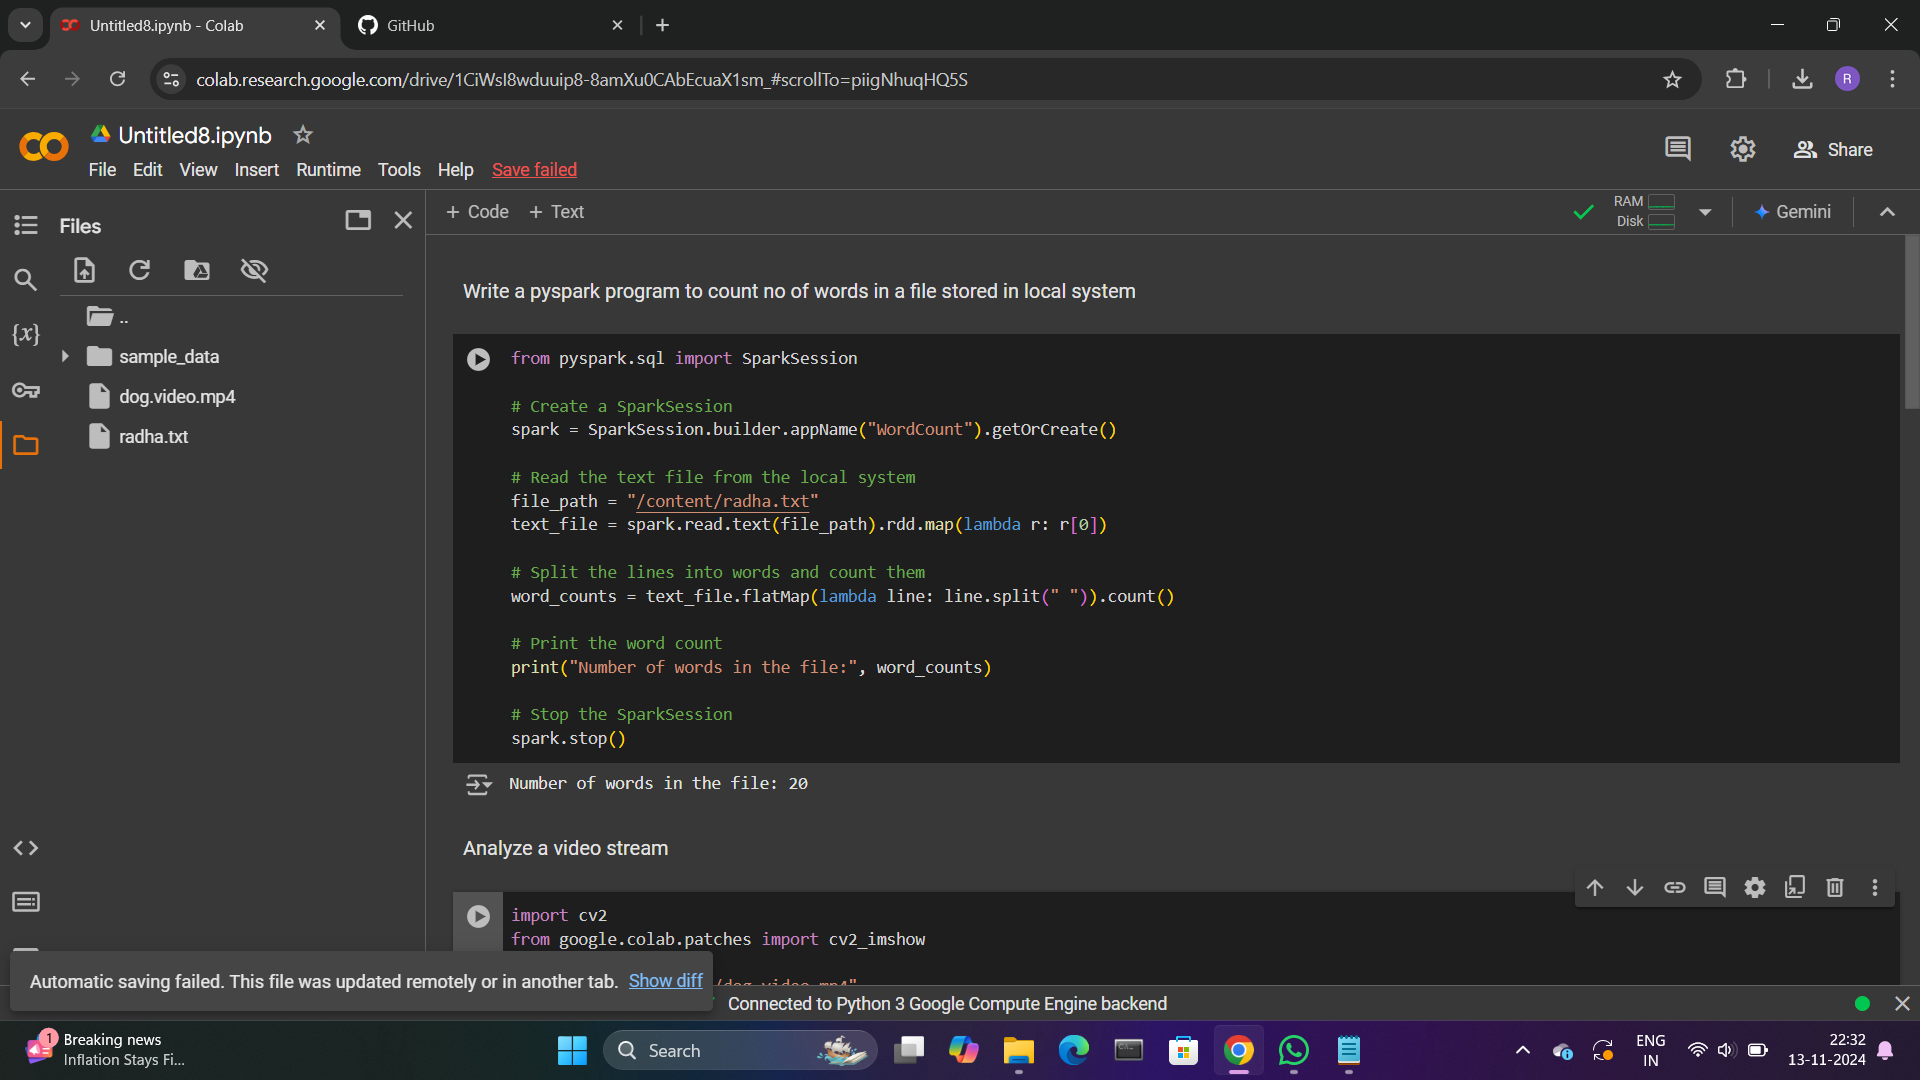 Untitled8.ipynb - Colab
GitHub
colab.research.google.com/drive/1CiWsI8wduuip8-8amXu0CAbEcuaX1sm_#scrollTo=piigNhuqHQ5S
R
Untitled8.ipynb
File Edit View Insert Runtime Tools Help Save failed
Share
Files
+ Code + Text
RAM
Disk
Gemini
..
sample_data
dog.video.mp4
radha.txt
{x}
Write a pyspark program to count no of words in a file stored in local system
from pyspark.sql import SparkSession
# Create a SparkSession
spark = SparkSession.builder.appName("WordCount").getOrCreate()
# Read the text file from the local system
file_path = "/content/radha.txt"
text_file = spark.read.text(file_path).rdd.map(lambda r: r[0])
# Split the lines into words and count them
word_counts = text_file.flatMap(lambda line: line.split(" ")).count()
# Print the word count
print("Number of words in the file:", word_counts)
# Stop the SparkSession
spark.stop()
Number of words in the file: 20
Analyze a video stream
import cv2
from google.colab.patches import cv2_imshow
/dog.video.mp4"
Automatic saving failed. This file was updated remotely or in another tab. Show diff
Connected to Python 3 Google Compute Engine backend
1
Breaking news
Inflation Stays Fi...
Search
ENG
IN
22:32
13-11-2024